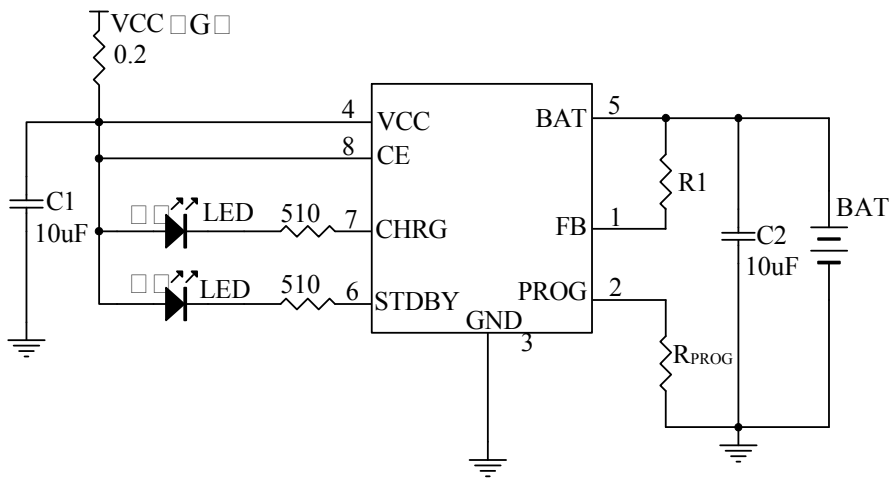 VCC □G□
0.2
4
VCC
8
CE
C1
10uF
□□
LED
510
7
CHRG
□□
LED
510
6
STDBY
GND
3
BAT
5
R1
FB
1
PROG
2
RPROG
C2
10uF
BAT